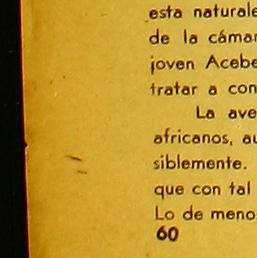 esta naturale
de la cámar
joven Acebe
tratar a con
La ave
africanos, au
siblemente.
que con tal
Lo de meno
60